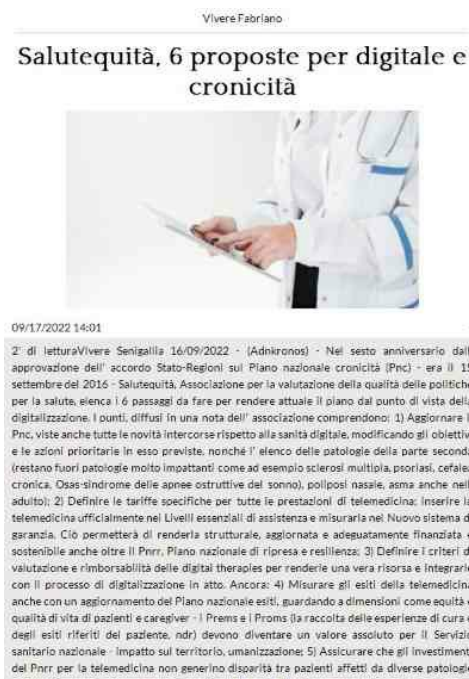 Vivere Fabriano
Salutequità, 6 proposte per digitale e
cronicità
09/17/2022 14:01
2' di letturaVivere Senigallia 16/09/2022 - (Adnkronos) - Nel sesto anniversario dall'
approvazione dell' accordo Stato-Regioni sul Piano nazionale cronicità (Pnc) - era il 15
settembre del 2016 - Salutequità, Associazione per la valutazione della qualità delle politiche
per la salute, elenca i 6 passaggi da fare per rendere attuale il piano dal punto di vista della
digitalizzazione. I punti, diffusi in una nota dell' associazione comprendono: 1) Aggiornare il
Pnc, viste anche tutte le novità intercorse rispetto alla sanità digitale, modificando gli obiettivi
e le azioni prioritarie in esso previste, nonché l' elenco delle patologie della parte seconda
(restano fuori patologie molto impattanti come ad esempio sclerosi multipla, psoriasi, cefalea
cronica, Osas-sindrome delle apnee ostruttive del sonno), poliposi nasale, asma anche nell'
adulto); 2) Definire le tariffe specifiche per tutte le prestazioni di telemedicina; inserire la
telemedicina ufficialmente nei Livelli essenziali di assistenza e misurarla nel Nuovo sistema di
garanzia. Ciò permetterà di renderla strutturale, aggiornata e adeguatamente finanziata e
sostenibile anche oltre il Pnrr, Piano nazionale di ripresa e resilienza; 3) Definire i criteri di
valutazione e rimborsabilità delle digital therapies per renderle una vera risorsa e integrarle
con il processo di digitalizzazione in atto. Ancora: 4) Misurare gli esiti della telemedicina
anche con un aggiornamento del Piano nazionale esiti, guardando a dimensioni come equità e
qualità di vita di pazienti e caregiver - i Prems e i Proms (la raccolta delle esperienze di cura e
degli esiti riferiti del paziente, ndr) devono diventare un valore assoluto per il Servizio
sanitario nazionale - impatto sul territorio, umanizzazione; 5) Assicurare che gli investimenti
del Pnrr per la telemedicina non generino disparità tra pazienti affetti da diverse patologie